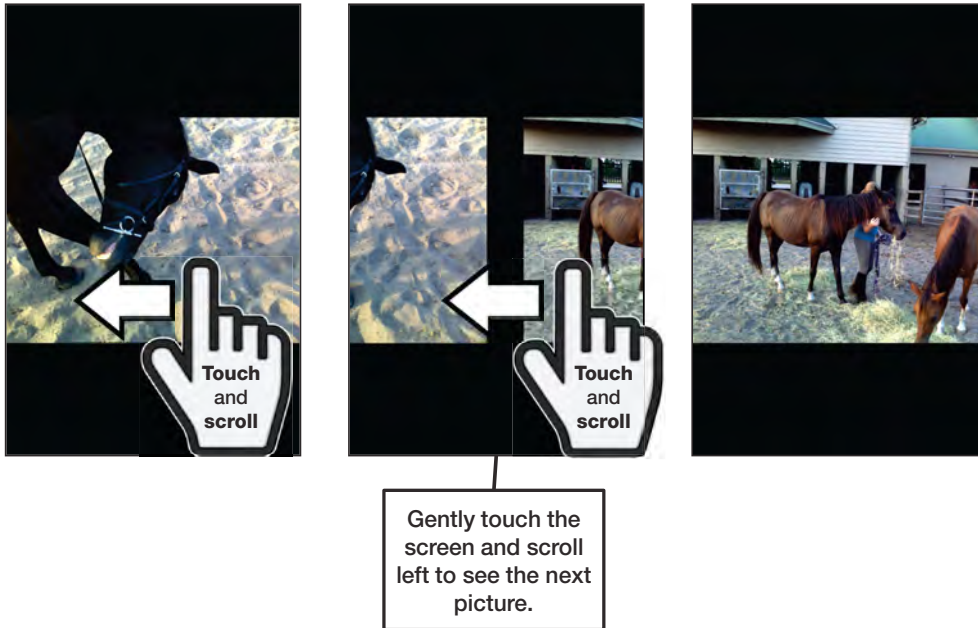 Touch
and
scroll
Touch
and
scroll
Gently touch the
screen and scroll
left to see the next
picture.